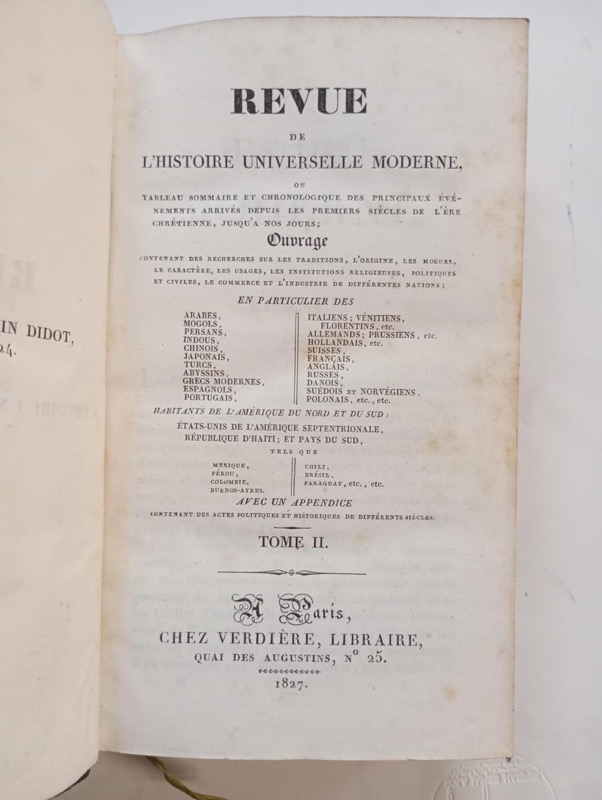 IN DIDOT,
24.
REVUE
DE
L'HISTOIRE UNIVERSELLE MODERNE,
OU
TABLEAU SOMMAIRE ET CHRONOLOGIQUE DES PRINCIPAUX ÉVÉ-
NEMENTS ARRIVÉS DEPUIS LES PREMIERS SIÈCLES DE L'ÈRE
CHRÉTIENNE, JUSQU'A NOS JOURS;
Ouvrage
CONTENANT DES RECHERCHES SUR LES TRADITIONS, L'ORIGINE, LES MOEURS,
LE CARACTÈRE, LES USAGES, LES INSTITUTIONS RELIGIEUSES, POLITIQUES
ET CIVILES, LE COMMERCE ET L'INDUSTRIE DE DIFFÉRENTES NATIONS;
EN PARTICULIER DES
ARABES,
MOGOLS,
PERSANS,
INDOUS,
CHINOIS,
JAPONAIS,
TURCS,
ABYSSINS,
GRECS MODERNES,
ESPAGNOLS,
PORTUGAIS,
ITALIENS; VÉNITIENS,
FLORENTINS, etc.
ALLEMANDS; PRUSSIENS, etc.
HOLLANDAIS, etc.
SUISSES,
FRANÇAIS,
ANGLAIS,
RUSSES,
DANOIS,
SUÉDOIS ET NORVÉGIENS,
POLONAIS, etc., etc.
HABITANTS DE L'AMÉRIQUE DU NORD ET DU SUD:
ÉTATS-UNIS DE L'AMÉRIQUE SEPTENTRIONALE,
RÉPUBLIQUE D'HAÏTI; ET PAYS DU SUD,
TELS QUE
MEXIQUE,
PÉROU,
COLOMBIE,
BUENOS-AYRES,
CHILI,
BRÉSIL,
PARAGUAY, etc., etc.
AVEC UN APPENDICE
CONTENANT DES ACTES POLITIQUES ET HISTORIQUES DE DIFFÉRENTS SIÈCLES.
TOME II.
A Paris,
CHEZ VERDIÈRE, LIBRAIRE,
QUAI DES AUGUSTINS, Nº 25.
1827.